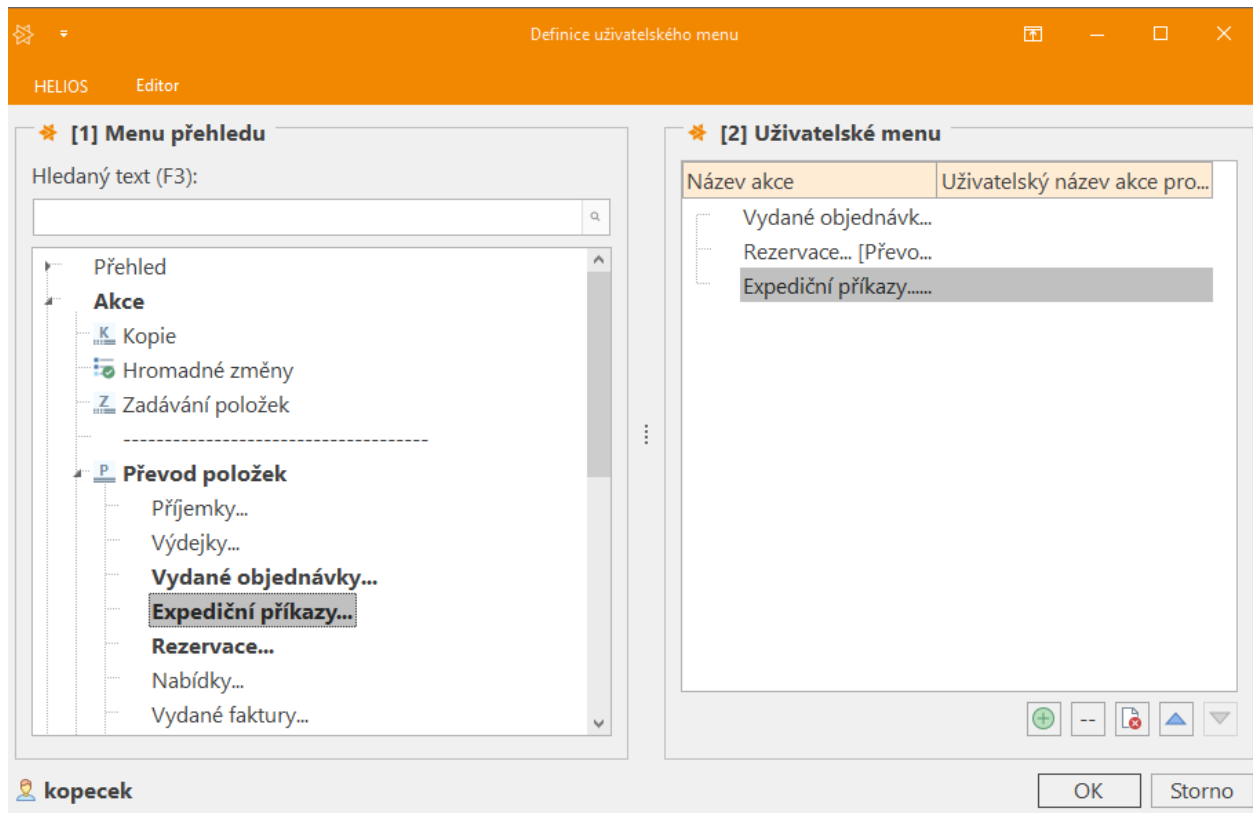 Definice uživatelského menu
HELIOS Editor
[1] Menu přehledu
Hledaný text (F3):
Přehled
Akce
K Kopie
Hromadné změny
Z Zadávání položek
-------------------------------------
P Převod položek
Příjemky...
Výdejky...
Vydané objednávky...
Expediční příkazy...
Rezervace...
Nabídky...
Vydané faktury...
[2] Uživatelské menu
Název akce Uživatelský název akce pro...
Vydané objednávk...
Rezervace... [Převo...
Expediční příkazy......
--
kopecek
OK Storno